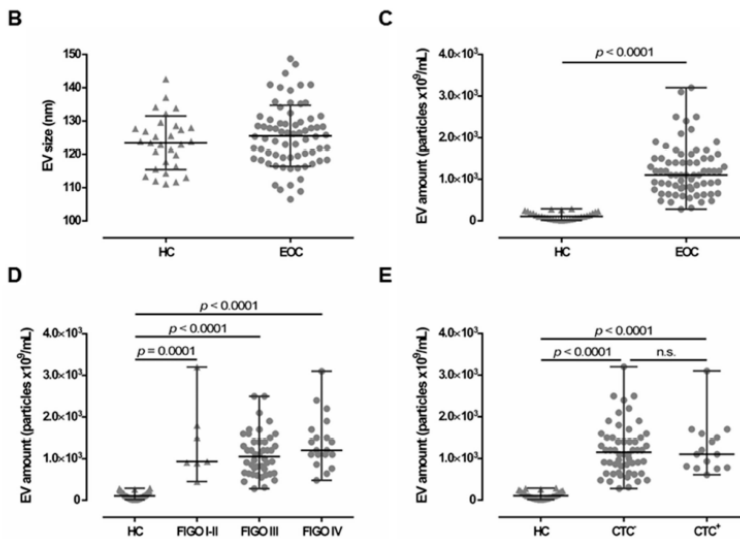 B
EV size (nm)
150
140
130
120
110
100
HC
EOC
C
EV amount (particles x10⁹/mL)
4.0×10³
3.0×10³
2.0×10³
1.0×10³
0
p < 0.0001
HC
EOC
D
EV amount (particles x10⁹/mL)
4.0×10³
3.0×10³
2.0×10³
1.0×10³
0
p < 0.0001
p < 0.0001
p = 0.0001
HC
FIGO I-II
FIGO III
FIGO IV
E
EV amount (particles x10⁹/mL)
4.0×10³
3.0×10³
2.0×10³
1.0×10³
0
p < 0.0001
p < 0.0001
n.s.
HC
CTC⁻
CTC⁺